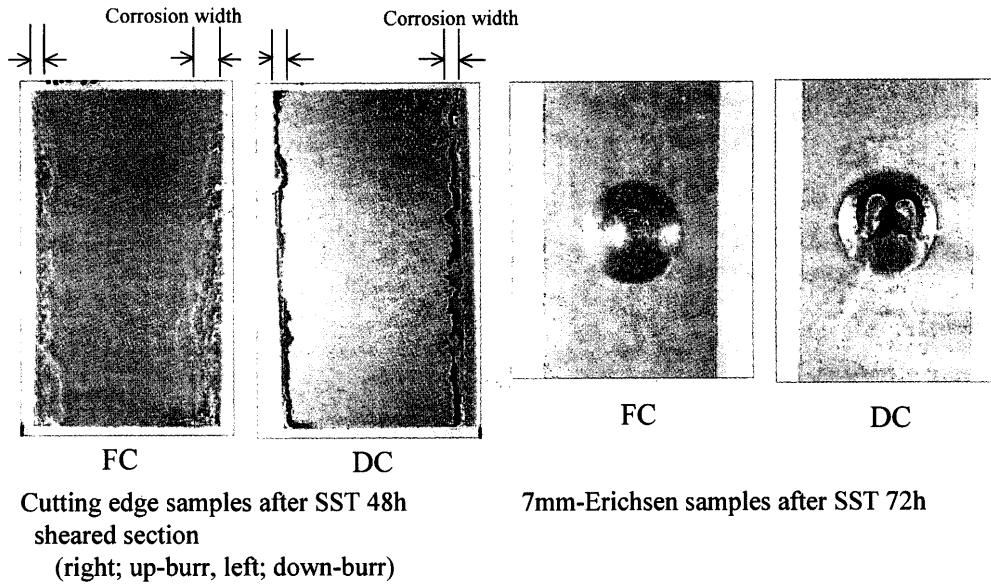 Corrosion width
Corrosion width
FC
DC
FC
DC
Cutting edge samples after SST 48h
sheared section
(right; up-burr, left; down-burr)
7mm-Erichsen samples after SST 72h